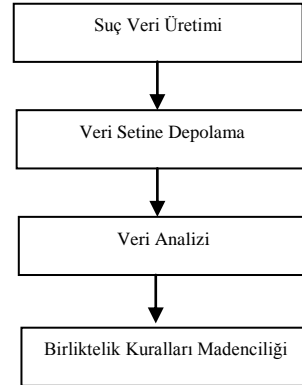 Suç Veri Üretimi
Veri Setine Depolama
Veri Analizi
Birliktelik Kuralları Madenciliği